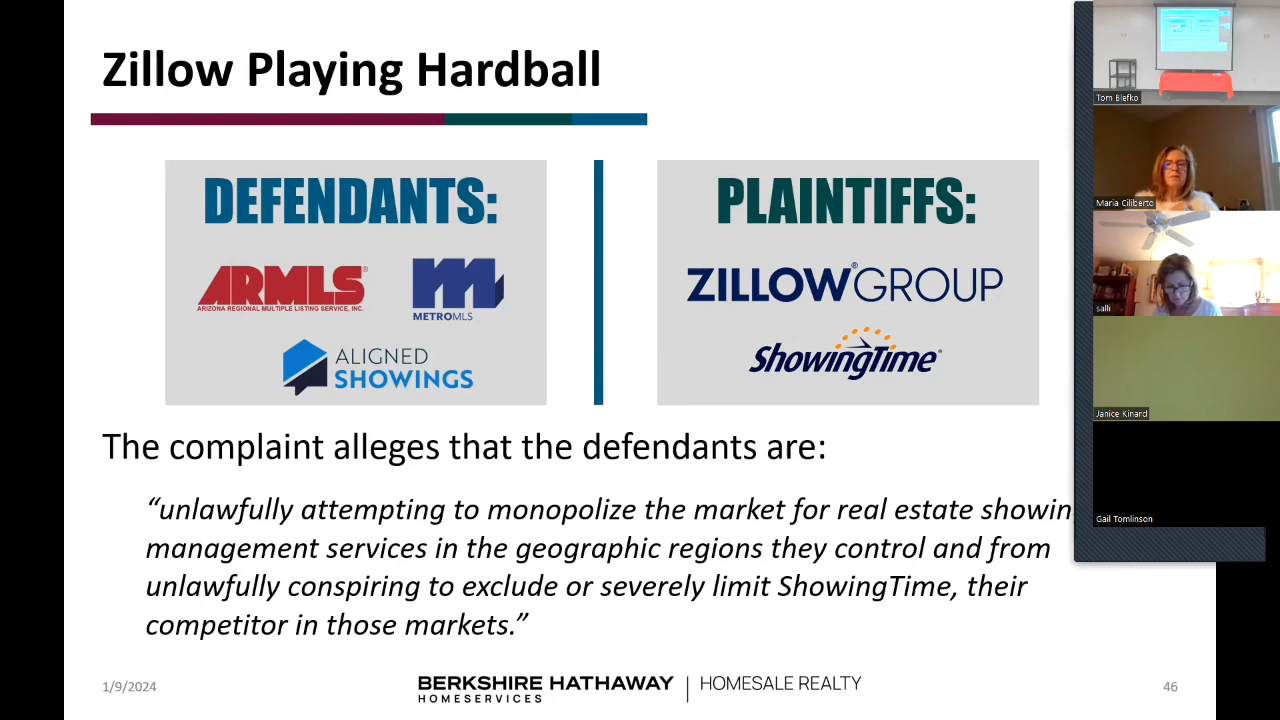 Zillow Playing Hardball
DEFENDANTS:
ARMLS®
ARIZONA REGIONAL MULTIPLE LISTING SERVICE, INC.
METROMLS
ALIGNED
SHOWINGS
PLAINTIFFS:
ZILLOW® GROUP
ShowingTime®
The complaint alleges that the defendants are:
“unlawfully attempting to monopolize the market for real estate showin
management services in the geographic regions they control and from
unlawfully conspiring to exclude or severely limit ShowingTime, their
competitor in those markets.”
1/9/2024
BERKSHIRE HATHAWAY
HOMESERVICES
HOMESALE REALTY
46
Tom Blefko
Maria Ciliberto
salli
Janice Kinard
Gail Tomlinson